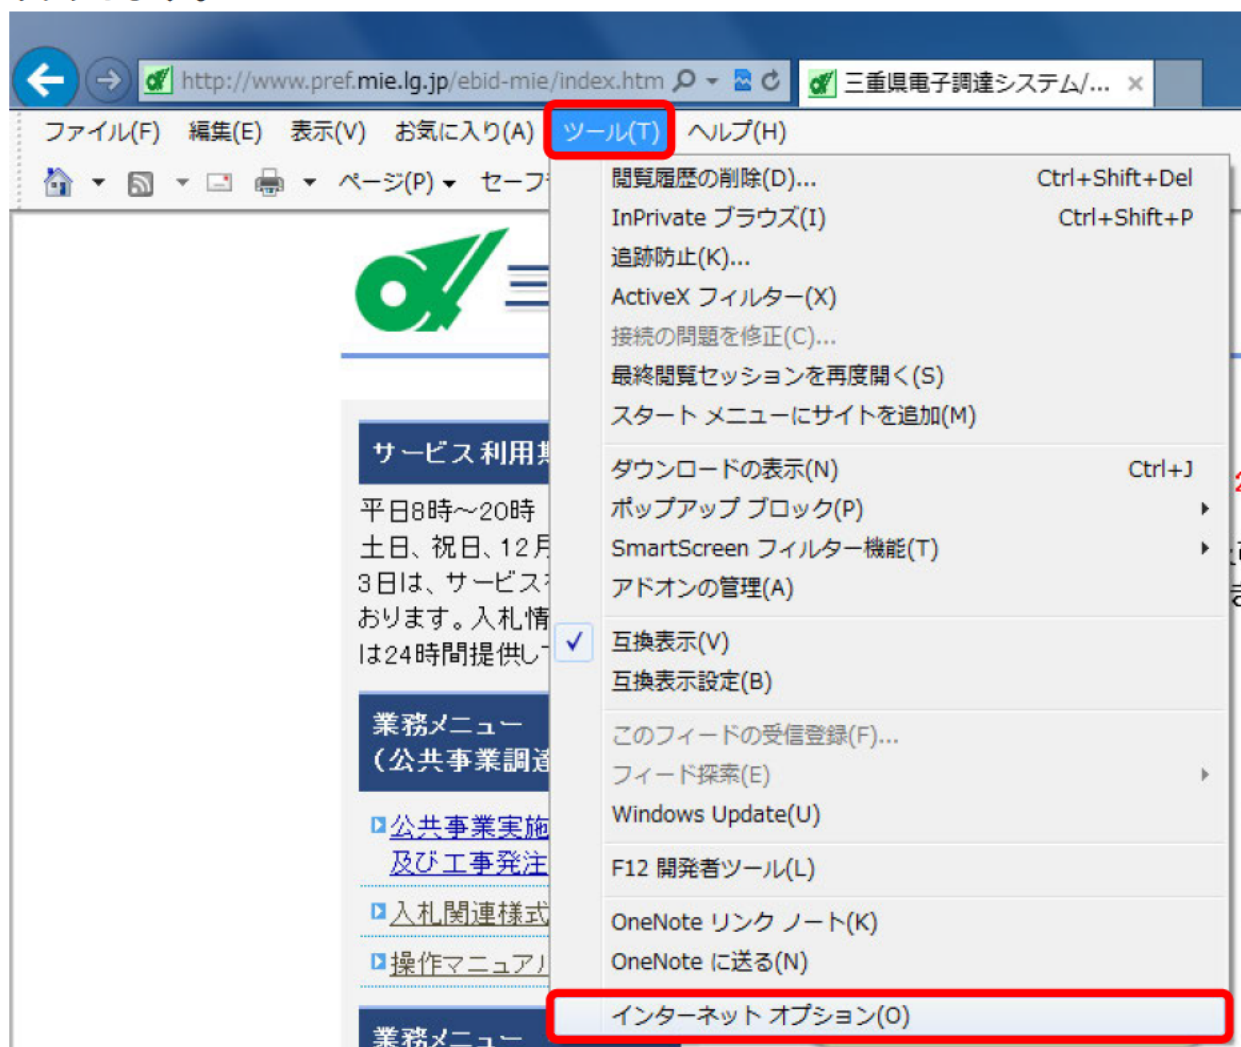 http://www.pref.mie.lg.jp/ebid-mie/index.htm
三重県電子調達システム/...
ファイル(F) 編集(E) 表示(V) お気に入り(A) ツール(T) ヘルプ(H)
ページ(P)
閲覧履歴の削除(D)... Ctrl+Shift+Del
InPrivate ブラウズ(I) Ctrl+Shift+P
追跡防止(K)...
ActiveX フィルター(X)
接続の問題を修正(C)...
最終閲覧セッションを再度開く(S)
スタート メニューにサイトを追加(M)
ダウンロードの表示(N) Ctrl+J
ポップアップ ブロック(P)
SmartScreen フィルター機能(T)
アドオンの管理(A)
互換表示(V)
互換表示設定(B)
このフィードの受信登録(F)...
フィード探索(E)
Windows Update(U)
F12 開発者ツール(L)
OneNote リンク ノート(K)
OneNote に送る(N)
インターネット オプション(O)
三
サービス利用
平日8時～20時
土日、祝日、12月
3日は、サービス
おります。入札情
は24時間提供し
業務メニュー
（公共事業調達
公共事業実施
及び工事発注
入札関連様式
操作マニュアル
業務メニュー